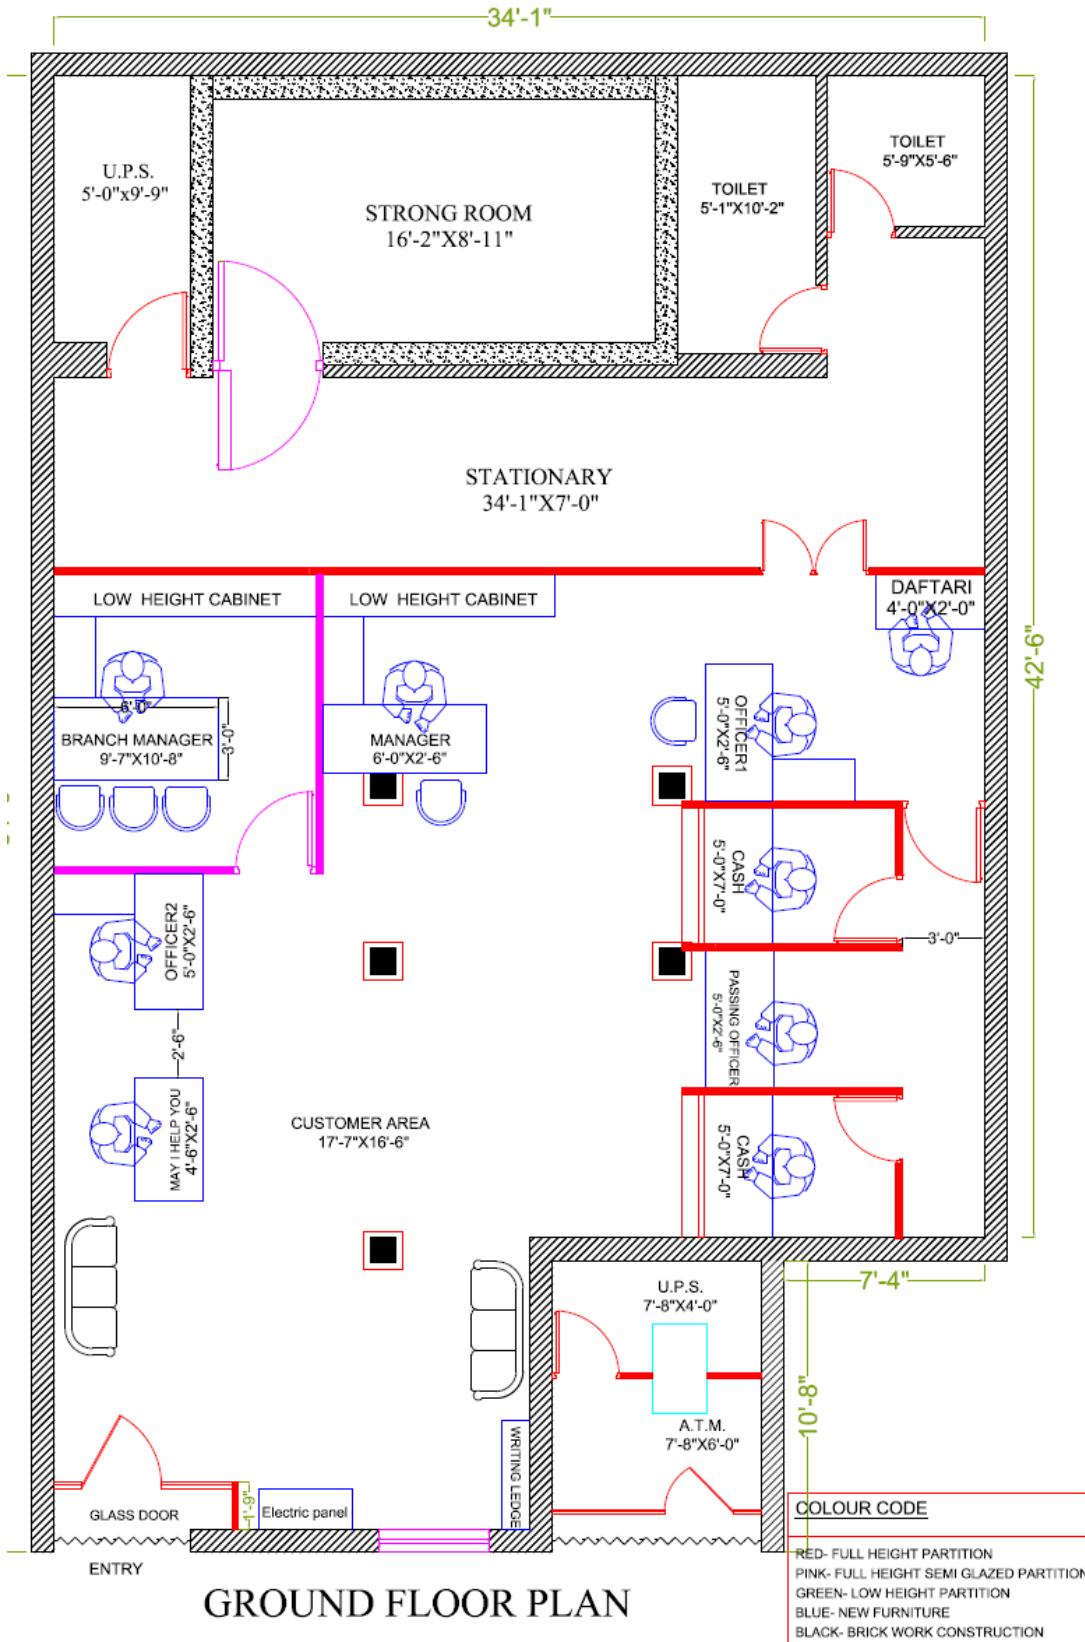 34'-1"
U.P.S.
5'-0"x9'-9"
STRONG ROOM
16'-2"X8'-11"
TOILET
5'-1"X10'-2"
TOILET
5'-9"X5'-6"
STATIONARY
34'-1"X7'-0"
42'-6"
LOW HEIGHT CABINET
LOW HEIGHT CABINET
DAFTARI
4'-0"X2'-0"
6'-0"
3'-0"
BRANCH MANAGER
9'-7"X10'-8"
MANAGER
6'-0"X2'-6"
OFFICER1
5'-0"X2'-6"
CASH
5'-0"X7'-0"
3'-0"
OFFICER2
5'-0"X2'-6"
2'-6"
PASSING OFFICER
5'-0"X2'-6"
MAY I HELP YOU
4'-6"X2'-6"
CUSTOMER AREA
17'-7"X16'-6"
CASH
5'-0"X7'-0"
7'-4"
U.P.S.
7'-8"X4'-0"
10'-8"
A.T.M.
7'-8"X6'-0"
WRITING LEDGE
1'-9"
Electric panel
GLASS DOOR
ENTRY
GROUND FLOOR PLAN
COLOUR CODE
RED- FULL HEIGHT PARTITION
PINK- FULL HEIGHT SEMI GLAZED PARTITION
GREEN- LOW HEIGHT PARTITION
BLUE- NEW FURNITURE
BLACK- BRICK WORK CONSTRUCTION